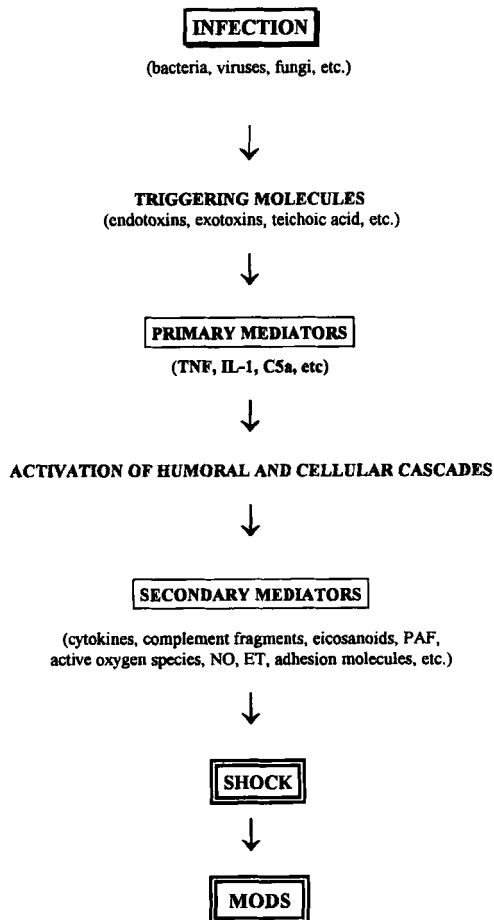 INFECTION
(bacteria, viruses, fungi, etc.)
TRIGGERING MOLECULES
(endotoxins, exotoxins, teichoic acid, etc.)
PRIMARY MEDIATORS
(TNF, IL-1, C5a, etc)
ACTIVATION OF HUMORAL AND CELLULAR CASCADES
SECONDARY MEDIATORS
(cytokines, complement fragments, eicosanoids, PAF,
active oxygen species, NO, ET, adhesion molecules, etc.)
SHOCK
MODS